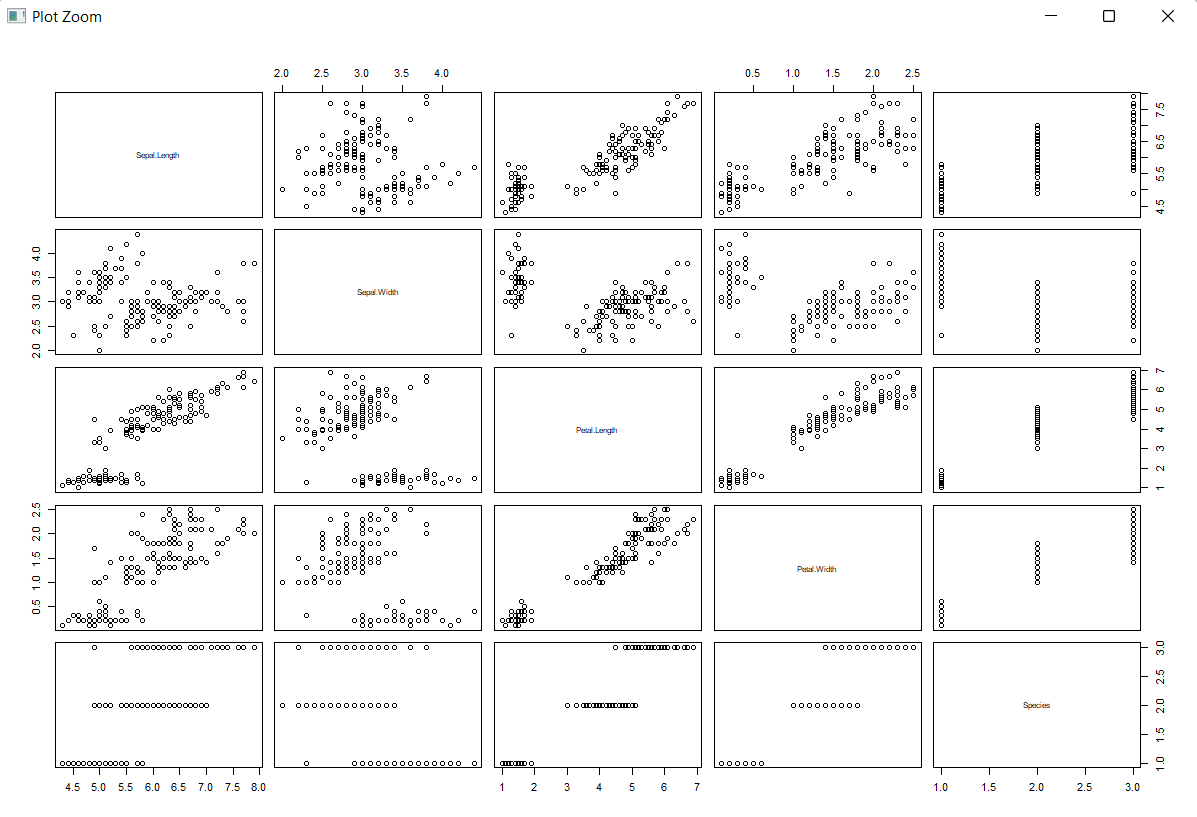 Plot Zoom
2.0 2.5 3.0 3.5 4.0
0.5 1.0 1.5 2.0 2.5
Sepal.Length
4.5 5.5 6.5 7.5
2.0 2.5 3.0 3.5 4.0
Sepal.Width
Petal.Length
1 2 3 4 5 6 7
0.5 1.0 1.5 2.0 2.5
Petal.Width
Species
1.0 1.5 2.0 2.5 3.0
4.5 5.0 5.5 6.0 6.5 7.0 7.5 8.0
1 2 3 4 5 6 7
1.0 1.5 2.0 2.5 3.0